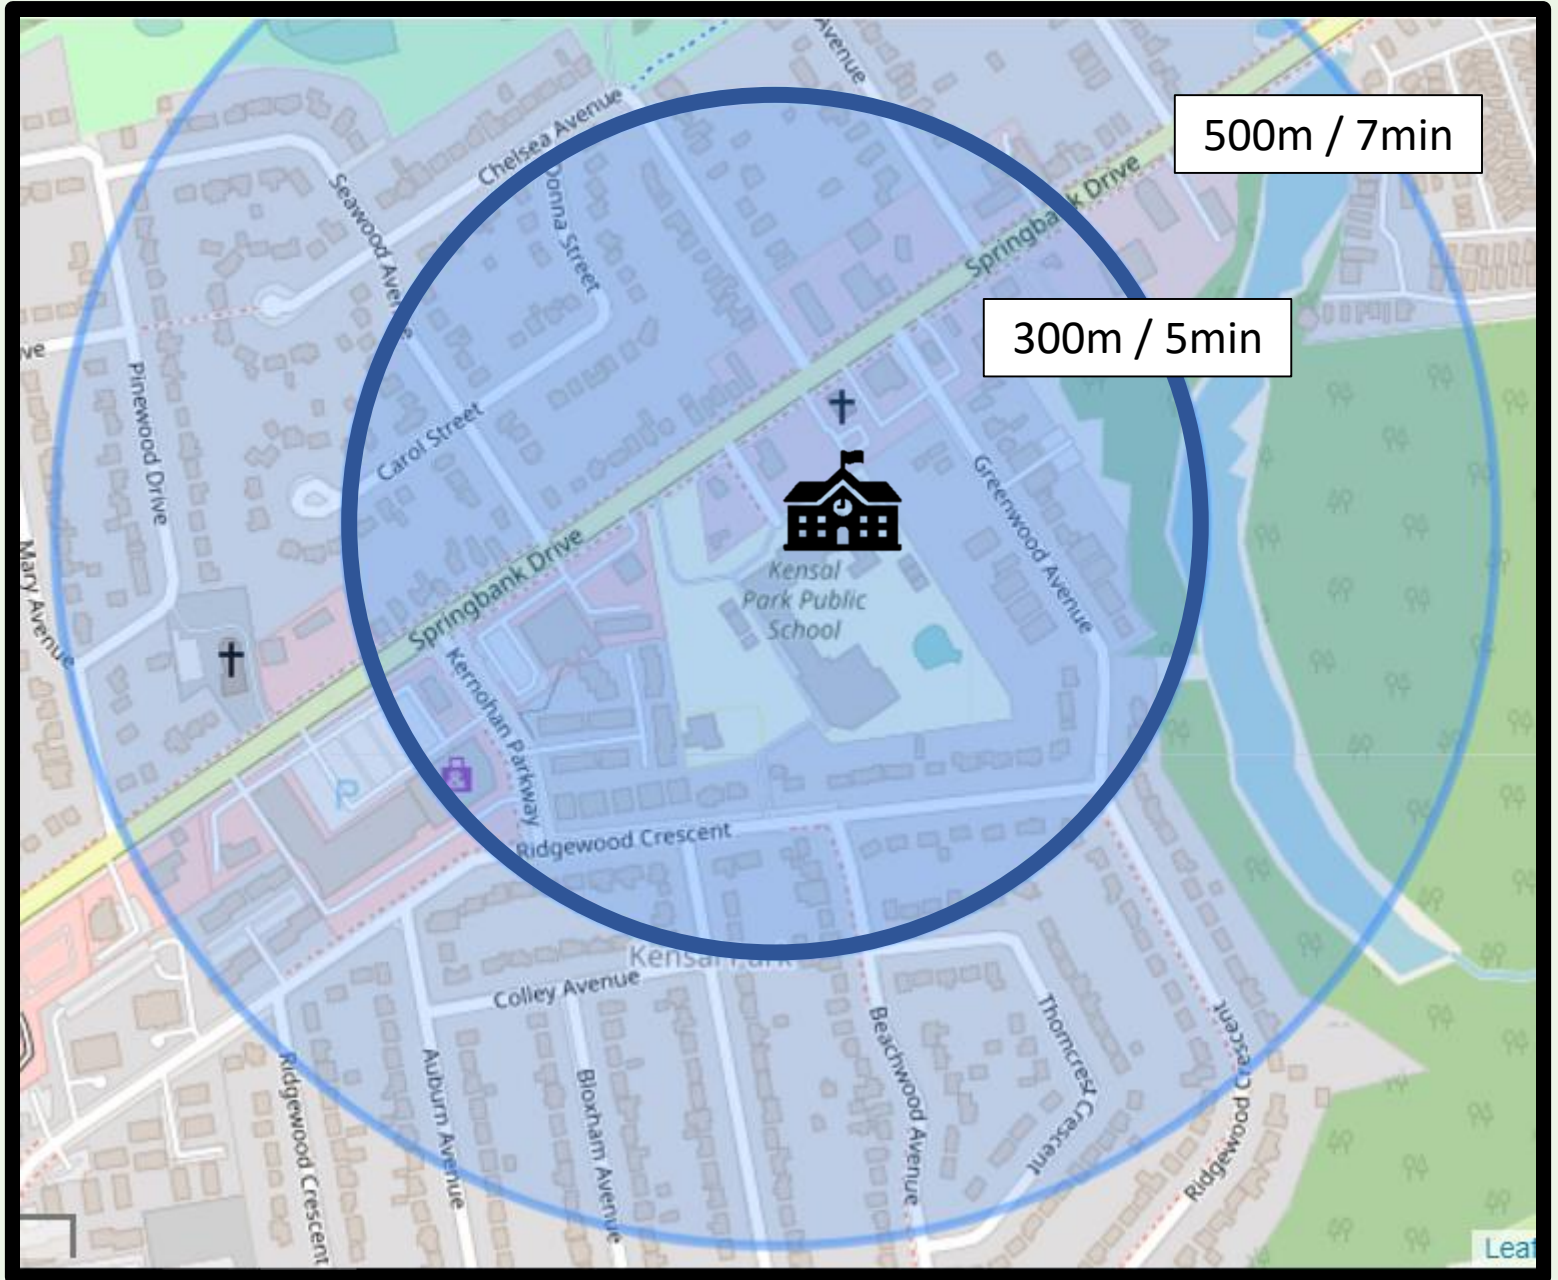 Avenue
500m / 7min
Chelsea Avenue
Springbank Drive
Seawood Avenue
Donna Street
300m / 5min
ve
Pinewood Drive
Carol Street
Greenwood Avenue
Mary Avenue
Springbank Drive
Kensal
Park Public
School
Kernohan Parkway
Ridgewood Crescent
Kensal Park
Colley Avenue
Thorncrest Crescent
Ridgewood Crescent
Beachwood Avenue
Auburn Avenue
Bloxham Avenue
Ridgewood Crescent
Leaf